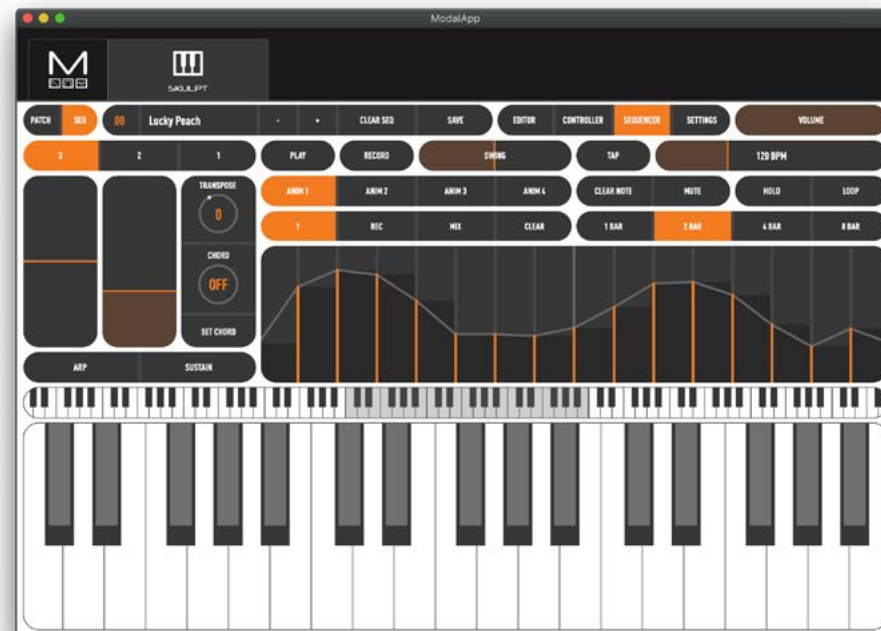 ModalApp
M
SKULPT
PATCH SEQ 00 Lucky Peach - + CLEAR SEQ SAVE EDITOR CONTROLLER SEQUENCER SETTINGS VOLUME
3 2 1 PLAY RECORD SWING TAP 120 BPM
TRANSPOSE ANIM 1 ANIM 2 ANIM 3 ANIM 4 CLEAR NOTE MUTE HOLD LOOP
0 1 REC MIX CLEAR 1 BAR 2 BAR 4 BAR 8 BAR
CHORD
OFF
SET CHORD
ARP SUSTAIN